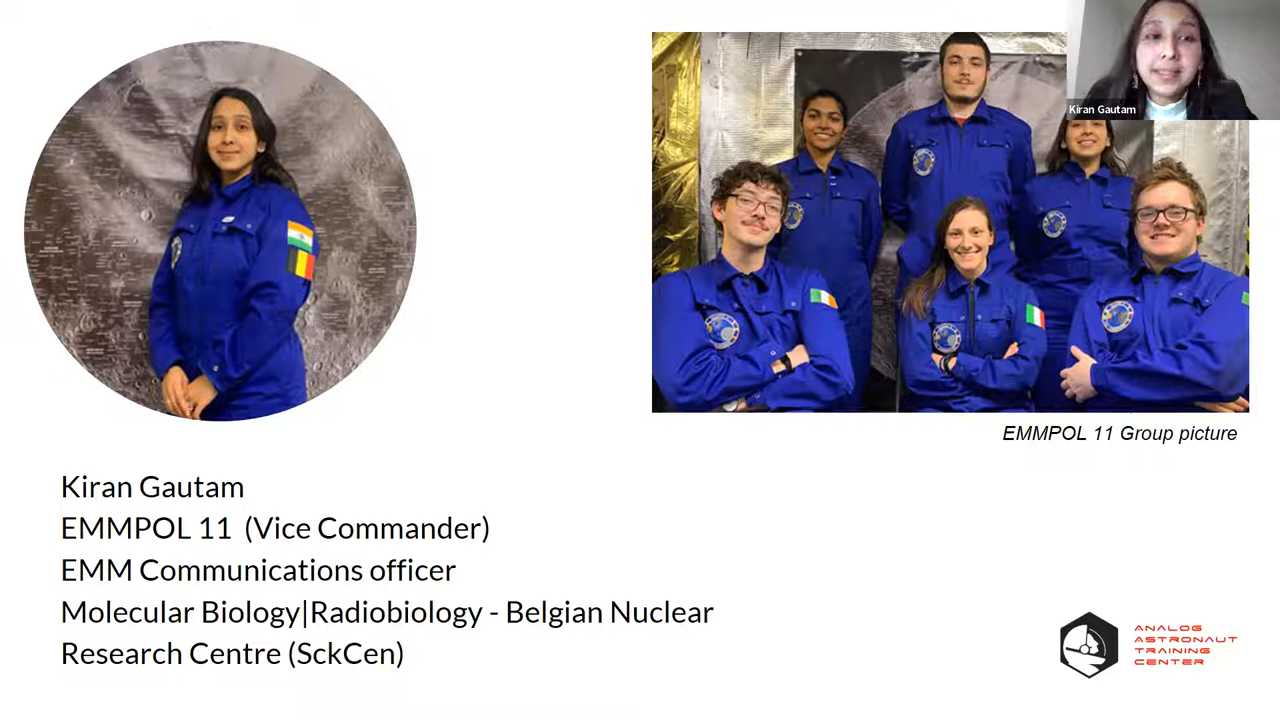 Kiran Gautam
EMMPOL 11 Group picture
Kiran Gautam
EMMPOL 11 (Vice Commander)
EMM Communications officer
Molecular Biology|Radiobiology - Belgian Nuclear
Research Centre (SckCen)
ANALOG
ASTRONAUT
TRAINING
CENTER